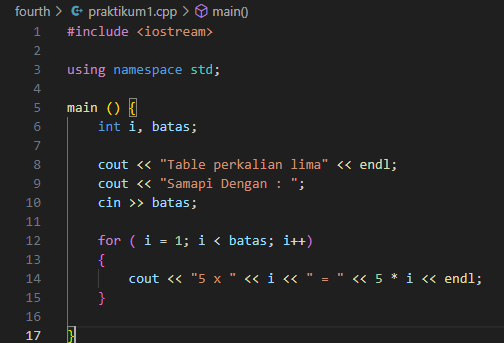 fourth > praktikum1.cpp > main()
1 #include <iostream>
2
3 using namespace std;
4
5 main () {
6     int i, batas;
7
8     cout << "Table perkalian lima" << endl;
9     cout << "Samapi Dengan : ";
10     cin >> batas;
11
12     for ( i = 1; i < batas; i++)
13     {
14         cout << "5 x " << i << " = " << 5 * i << endl;
15     }
16
17 }